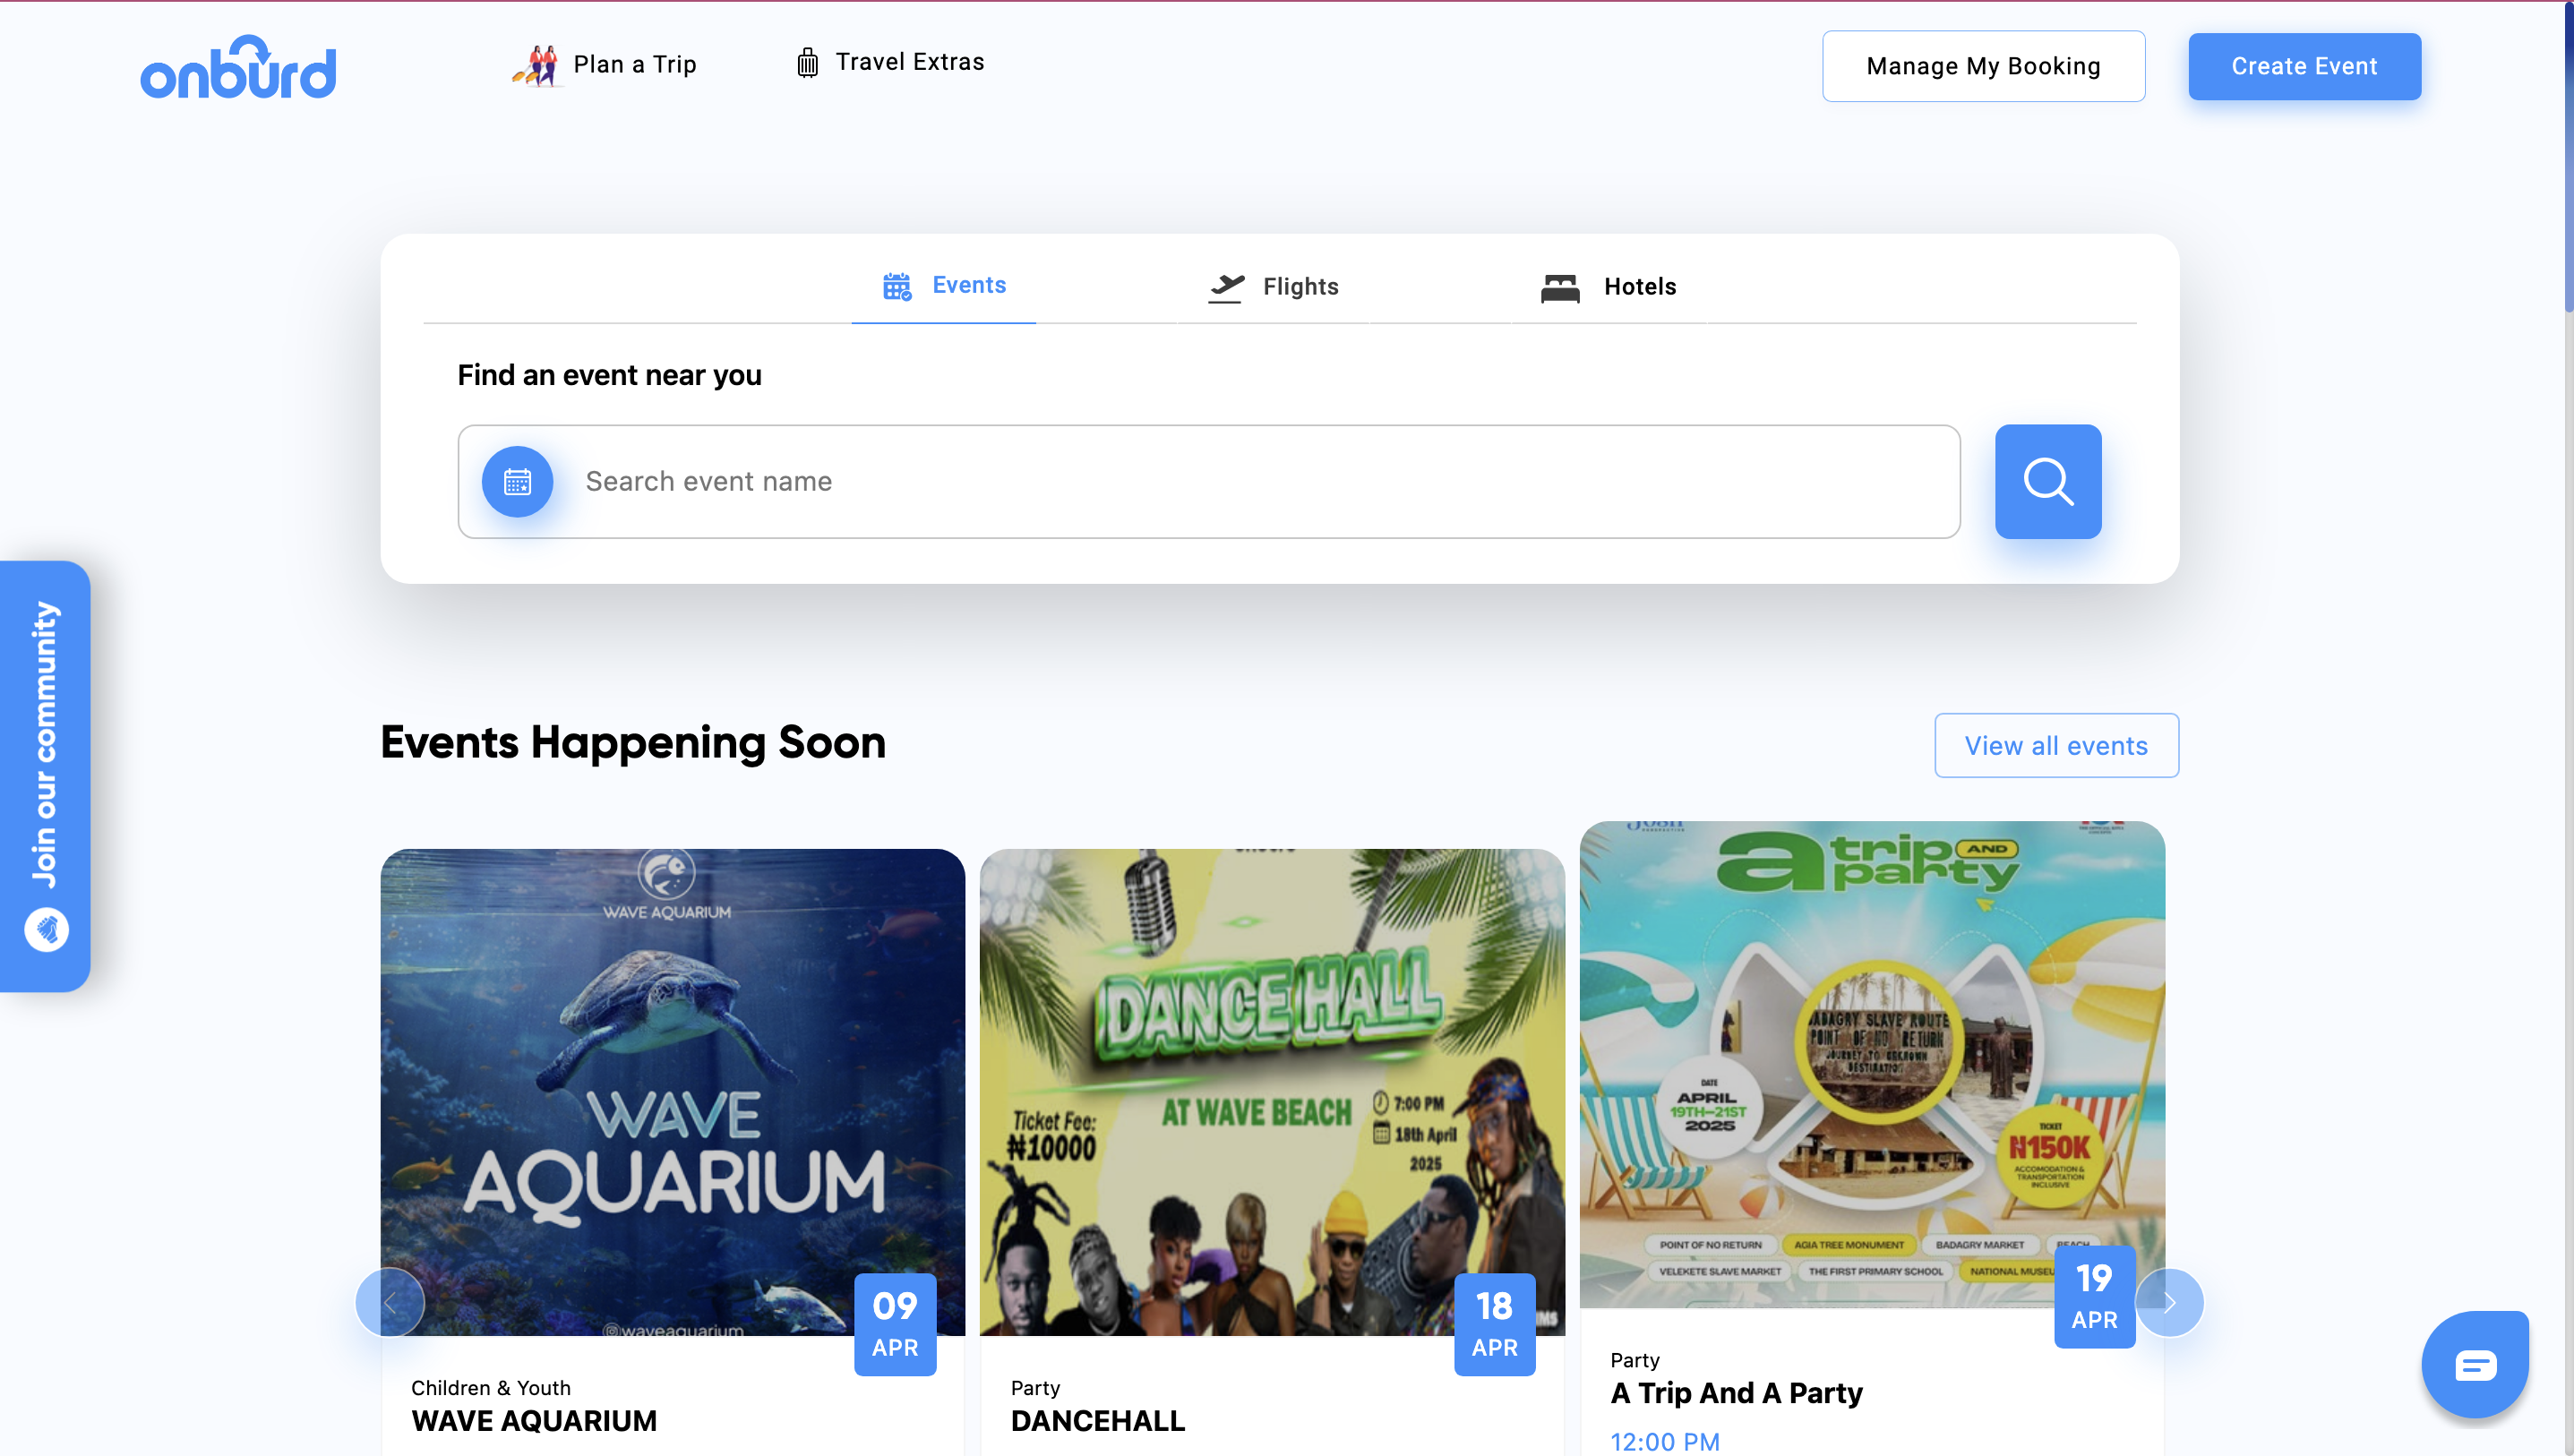 onburd
Plan a Trip
Travel Extras
Manage My Booking
Create Event
Events
Flights
Hotels
Find an event near you
Search event name
Join our community
Events Happening Soon
View all events
WAVE AQUARIUM
WAVE
AQUARIUM
@waveaquarium
09
APR
Children & Youth
WAVE AQUARIUM
DANCE HALL
AT WAVE BEACH
Ticket Fee:
₦10000
7:00 PM
18th April
2025
18
APR
Party
DANCEHALL
a trip AND party
BADAGRY SLAVE ROUTE
POINT OF NO RETURN
JOURNEY TO UNKNOWN
DESTINATION
DATE
APRIL
19TH–21ST
2025
TICKET
₦150K
ACCOMODATION &
TRANSPORTATION
INCLUSIVE
POINT OF NO RETURN
AGIA TREE MONUMENT
BADAGRY MARKET
BEACH
VELEKETE SLAVE MARKET
THE FIRST PRIMARY SCHOOL
NATIONAL MUSEU
19
APR
Party
A Trip And A Party
12:00 PM